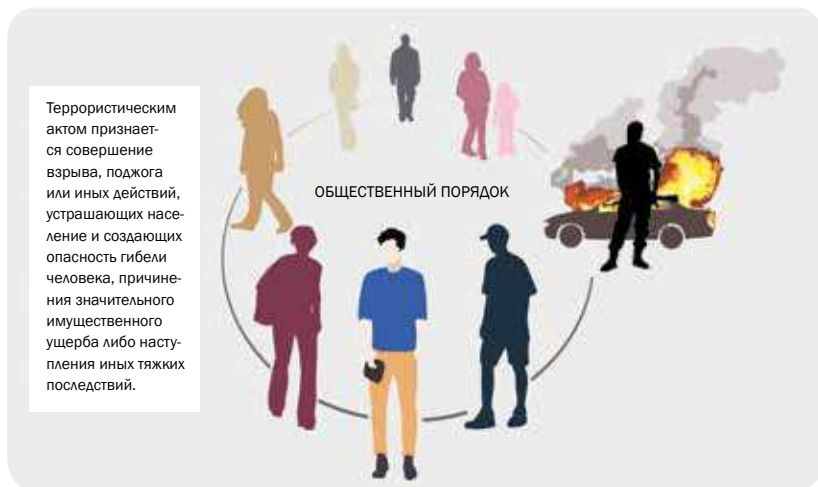 Террористическим
актом признает-
ся совершение
взрыва, поджога
или иных действий,
устрашающих насе-
ление и создающих
опасность гибели
человека, причине-
ния значительного
имущественного
ущерба либо насту-
пления иных тяжких
последствий.
ОБЩЕСТВЕННЫЙ ПОРЯДОК